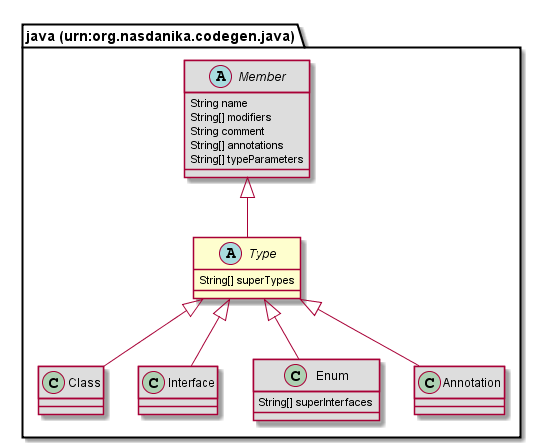 java (urn:org.nasdanika.codegen.java)
A Member
String name
String[] modifiers
String comment
String[] annotations
String[] typeParameters
A Type
String[] superTypes
C Class
C Interface
C Enum
String[] superInterfaces
C Annotation